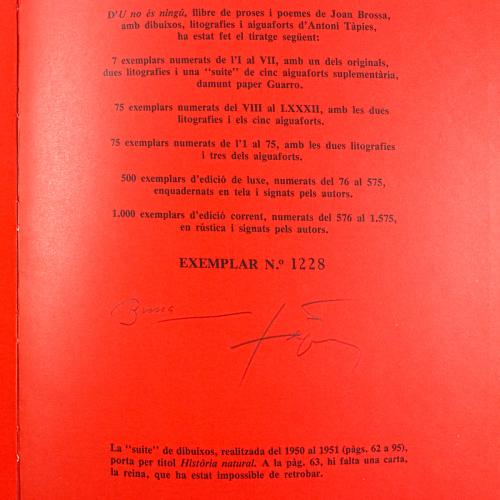 D'U no és ningú, llibre de proses i poemes de Joan Brossa,
amb dibuixos, litografies i aiguaforts d'Antoni Tàpies,
ha estat fet el tiratge següent:
7 exemplars numerats de l'I al VII, amb un dels originals,
dues litografies i una "suite" de cinc aiguaforts suplementària,
damunt paper Guarro.
75 exemplars numerats del VIII al LXXXII, amb les dues
litografies i els cinc aiguaforts.
75 exemplars numerats de l'1 al 75, amb les dues litografies
i tres dels aiguaforts.
500 exemplars d'edició de luxe, numerats del 76 al 575,
enquadernats en tela i signats pels autors.
1.000 exemplars d'edició corrent, numerats del 576 al 1.575,
en rústica i signats pels autors.
EXEMPLAR N.º 1228
Brossa
Tàpies
La "suite" de dibuixos, realitzada del 1950 al 1951 (pàgs. 62 a 95),
porta per títol Història natural. A la pàg. 63, hi falta una carta,
la reina, que ha estat impossible de retrobar.